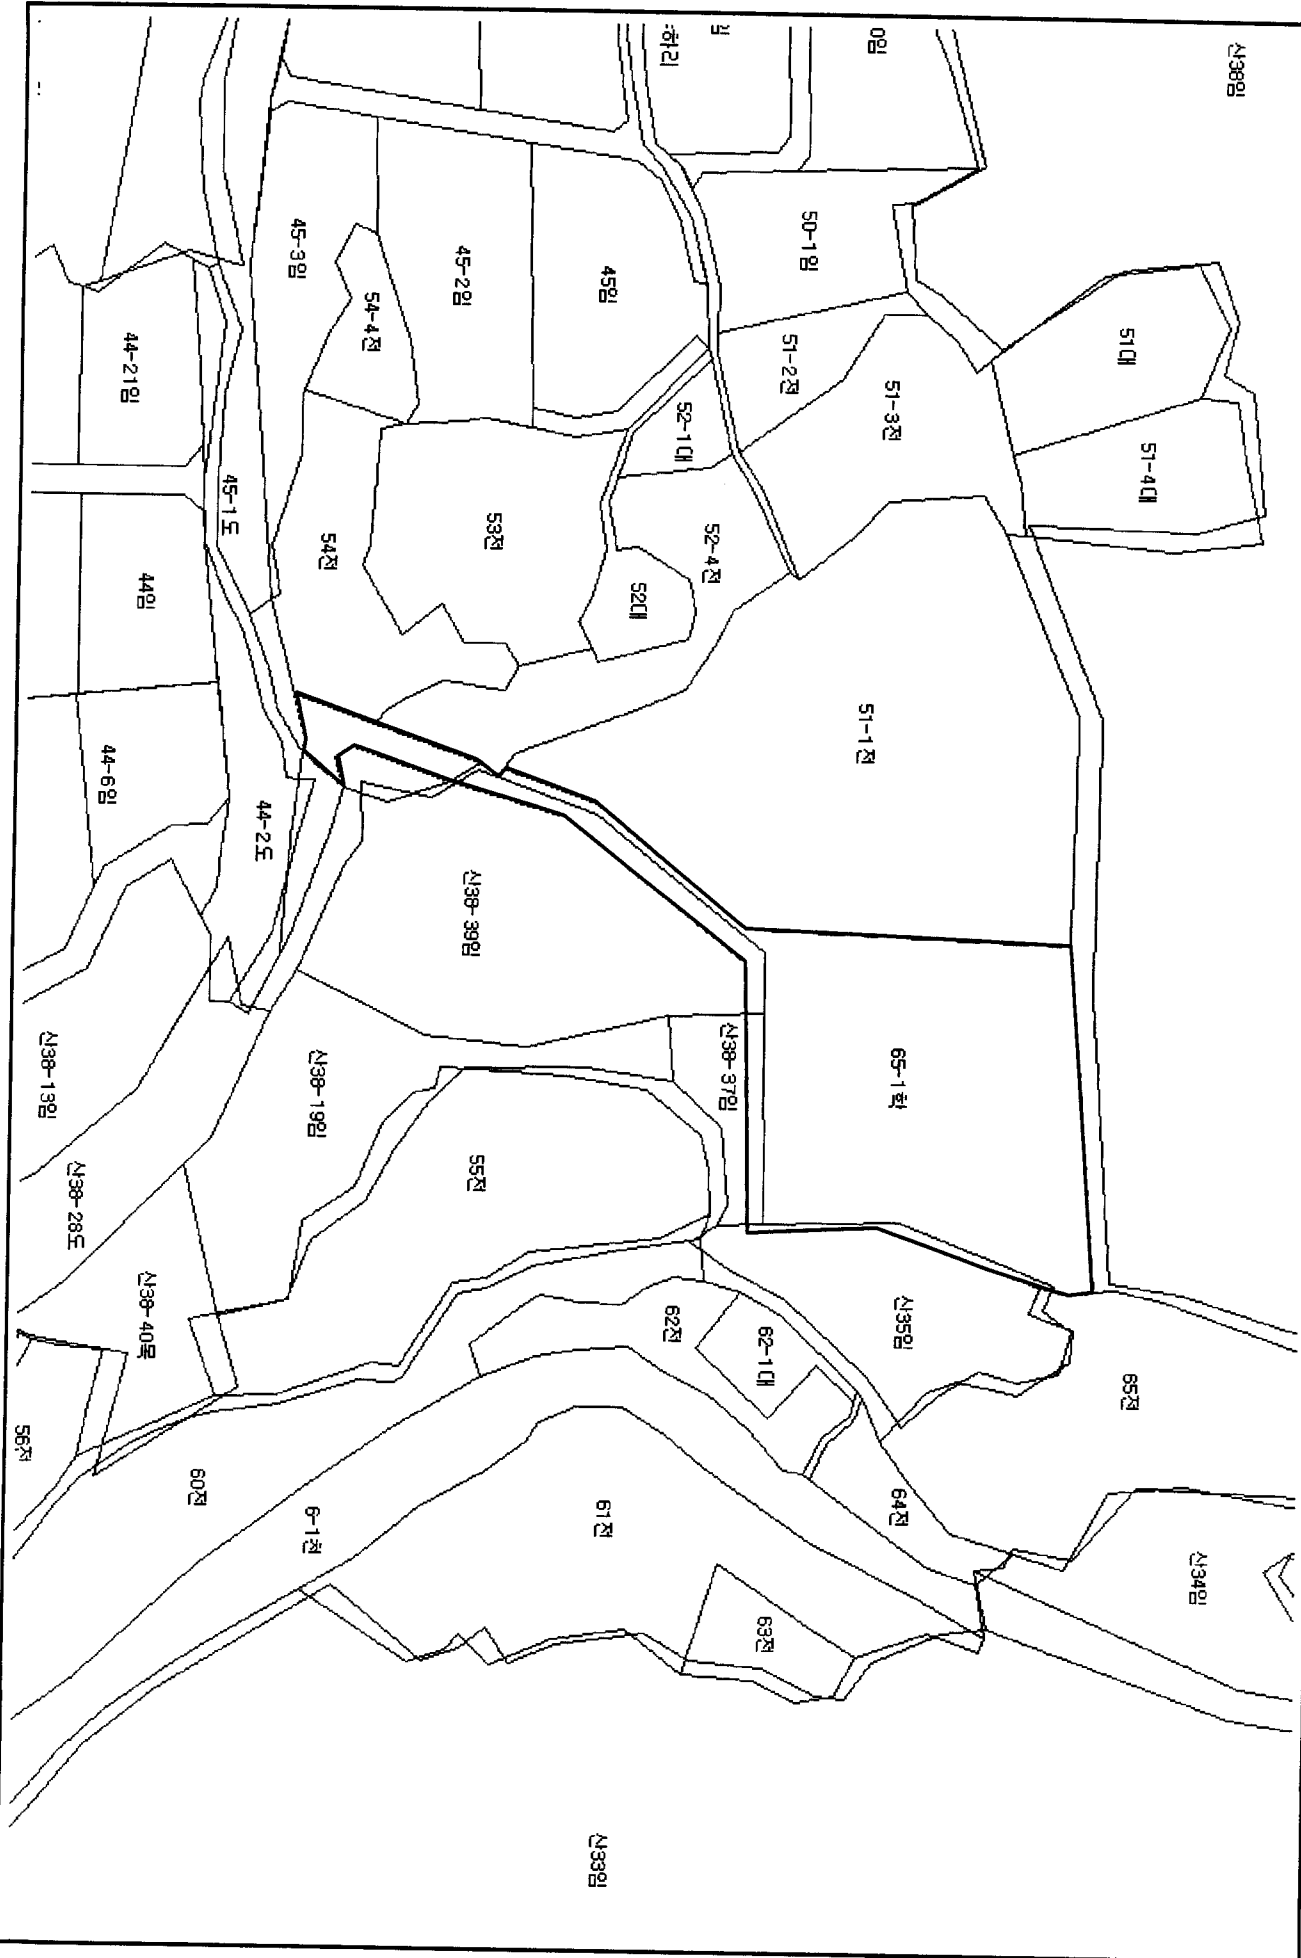 산38임
산34임
51-4대
51대
65전
산35임
64전
65-1학
51-3전
0임
51-1전
50-1임
51-2전
62-1대
63전
산38-37임
52-4전
52-1대
62전
하리
52대
45임
61전
산33임
53전
55전
산38-39임
45-2임
54-4전
54전
산38-19임
6-1천
45-3임
44-2도
45-1도
60전
44임
산38-40목
44-21임
44-6임
산38-28도
산38-13임
56전